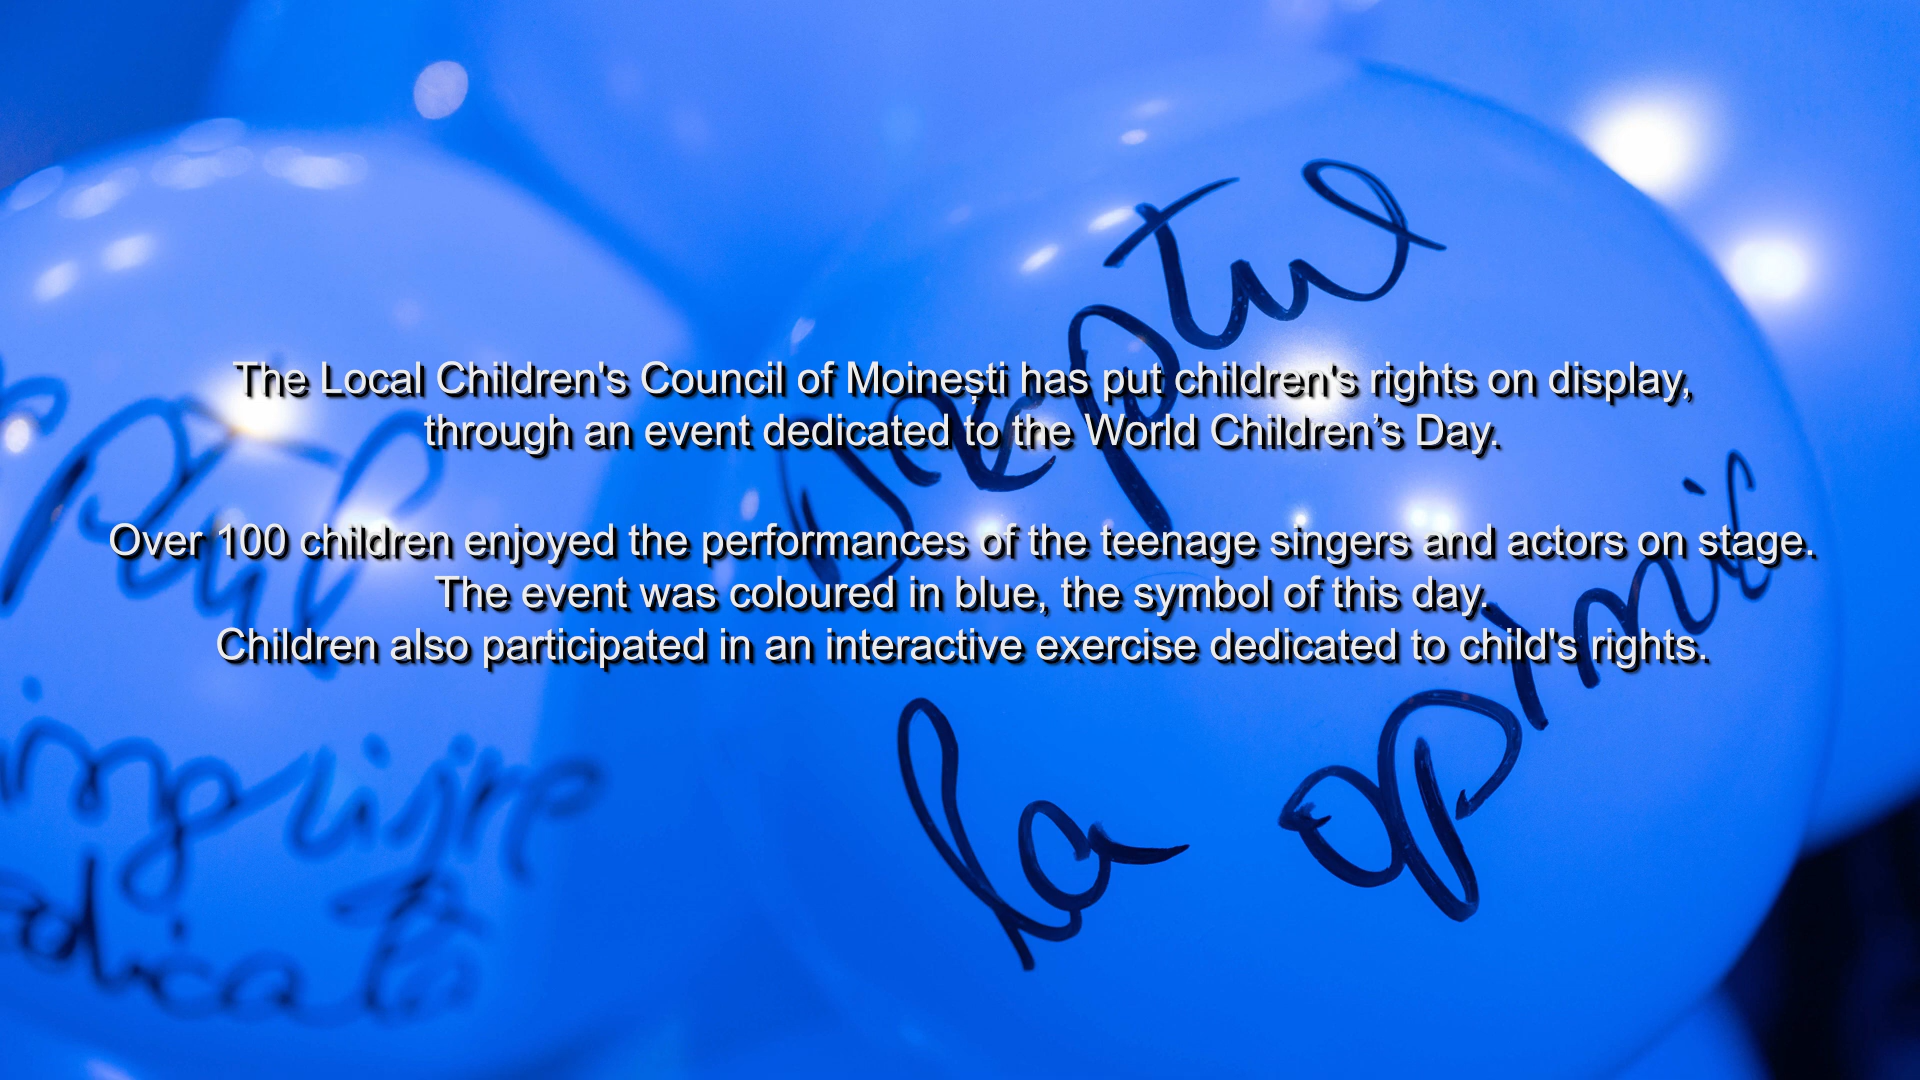 The Local Children's Council of Moinești has put children's rights on display,
through an event dedicated to the World Children’s Day.
Over 100 children enjoyed the performances of the teenage singers and actors on stage.
The event was coloured in blue, the symbol of this day.
Children also participated in an interactive exercise dedicated to child's rights.
Dreptul
la opinie
îngrijire
medicală